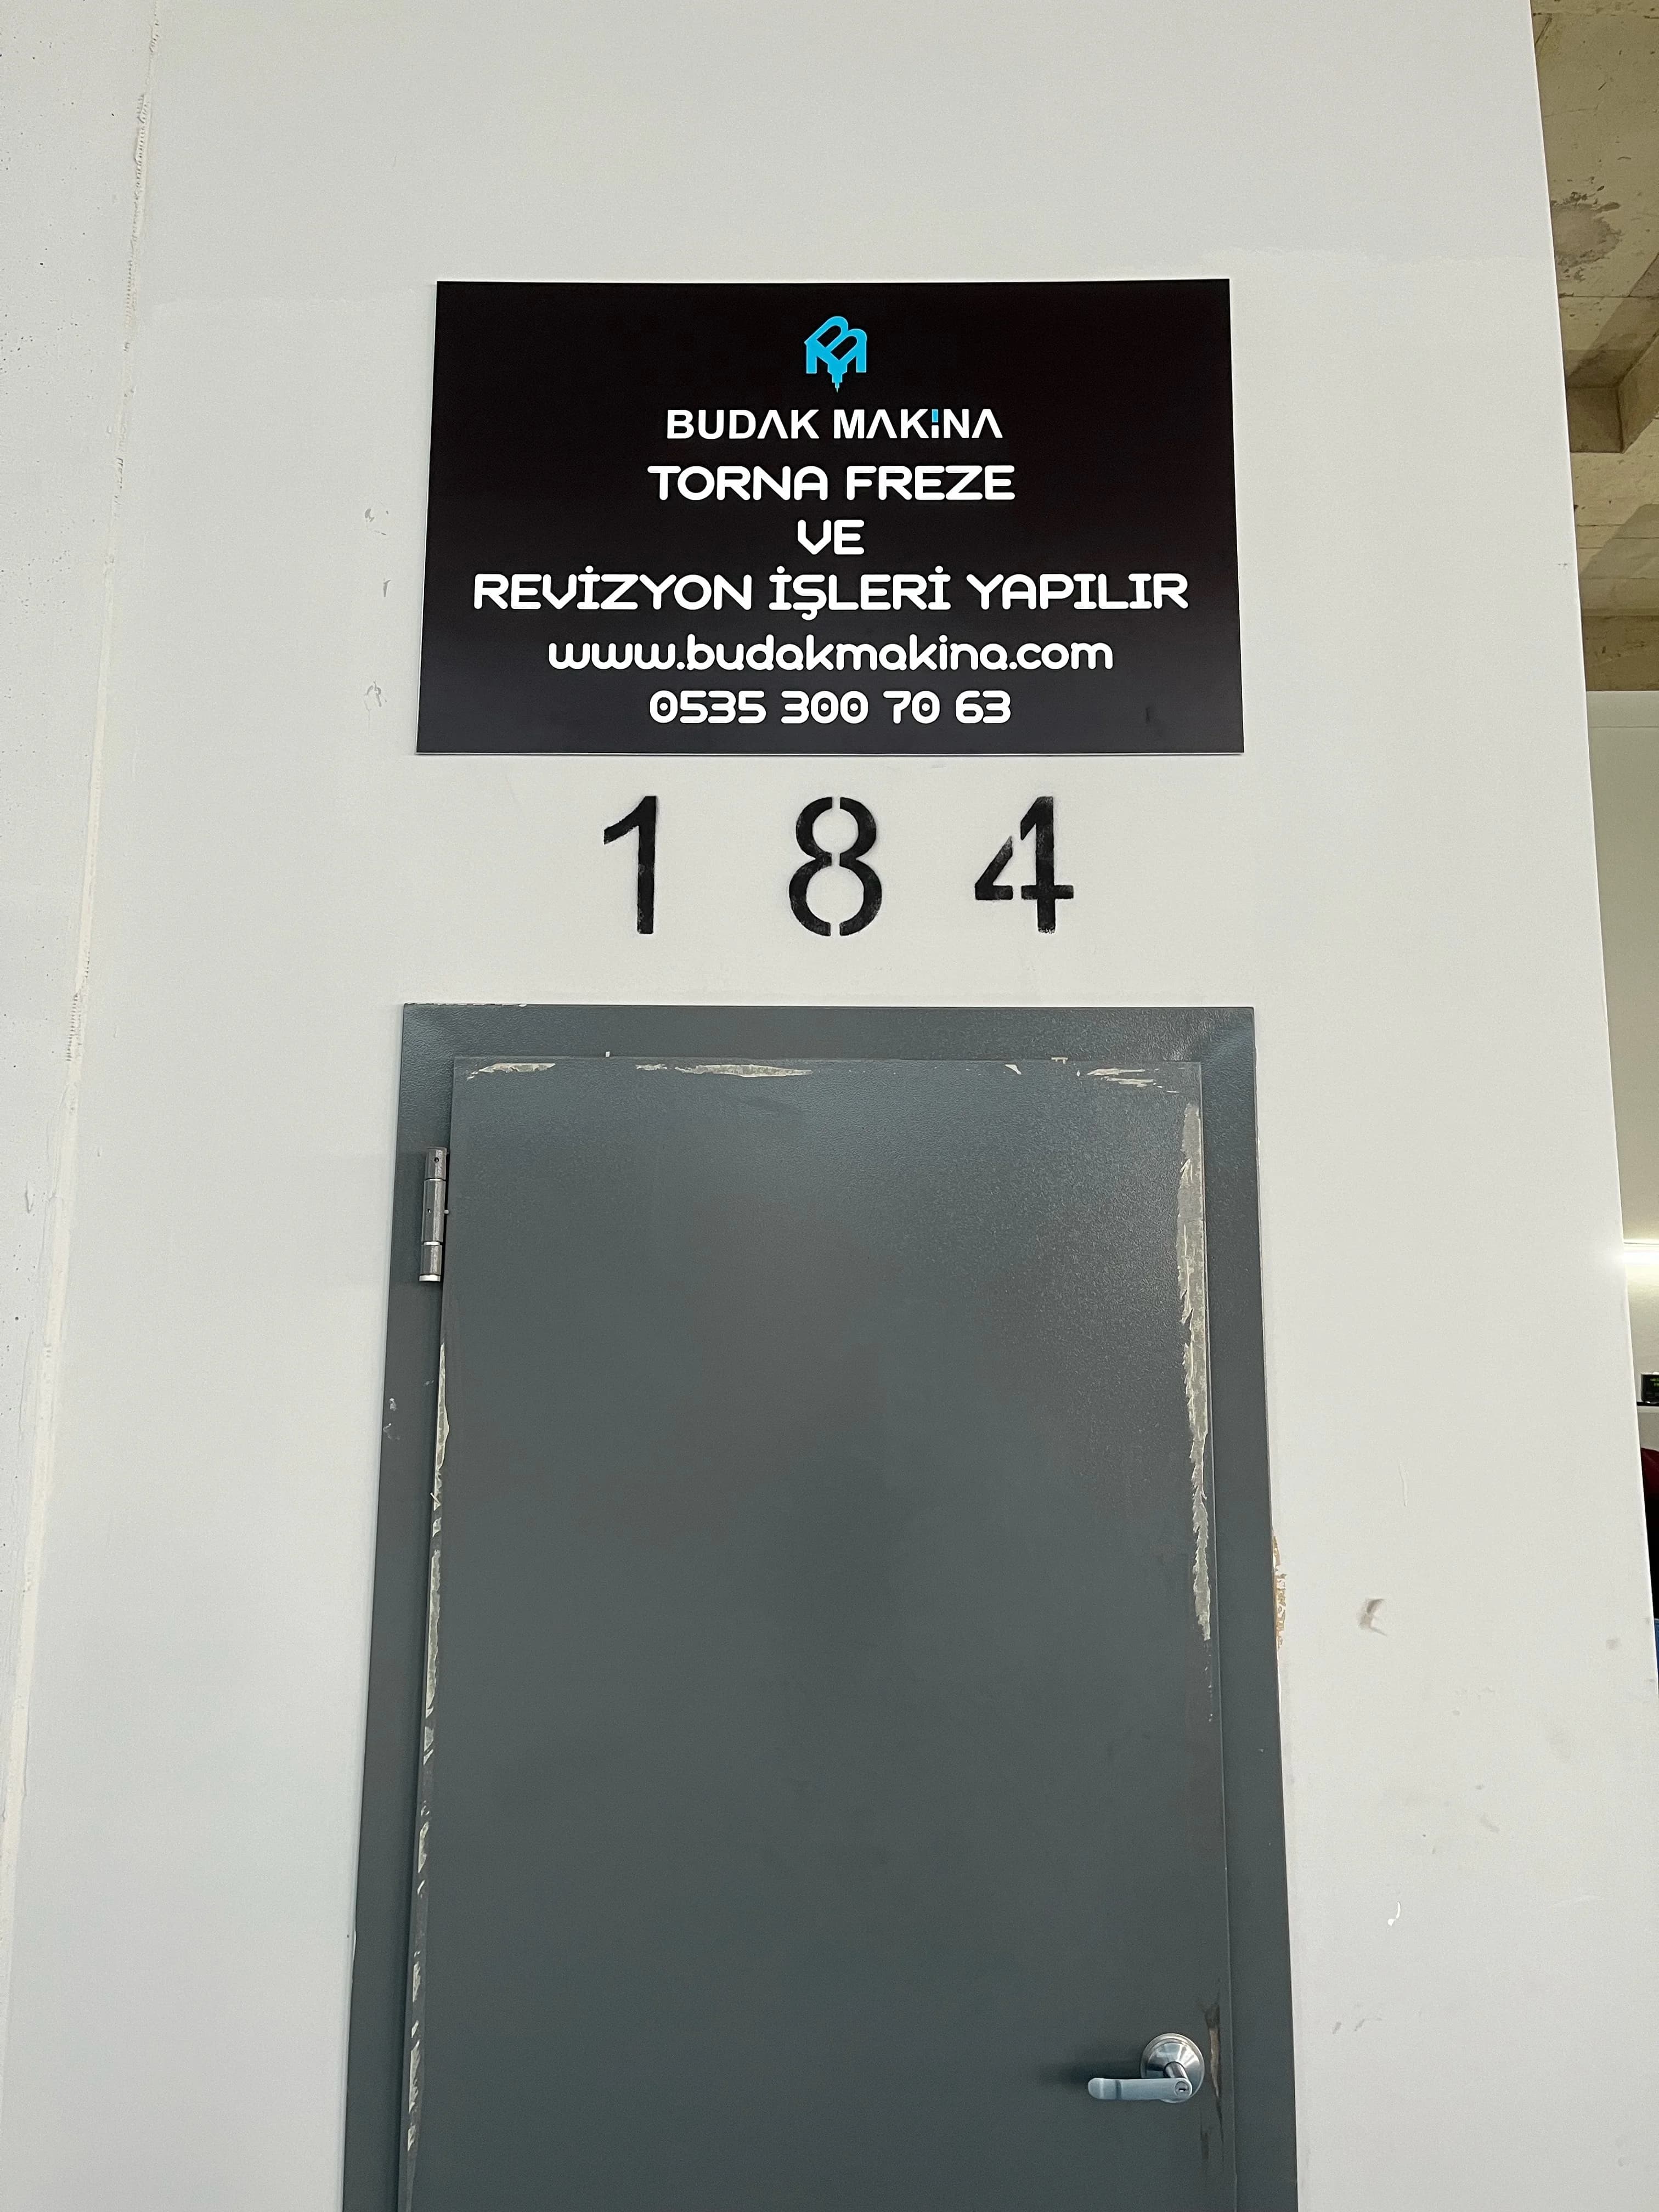 BUDAK MAKİNA
TORNA FREZE
VE
REVİZYON İŞLERİ YAPILIR
www.budakmakina.com
0535 300 70 63
184